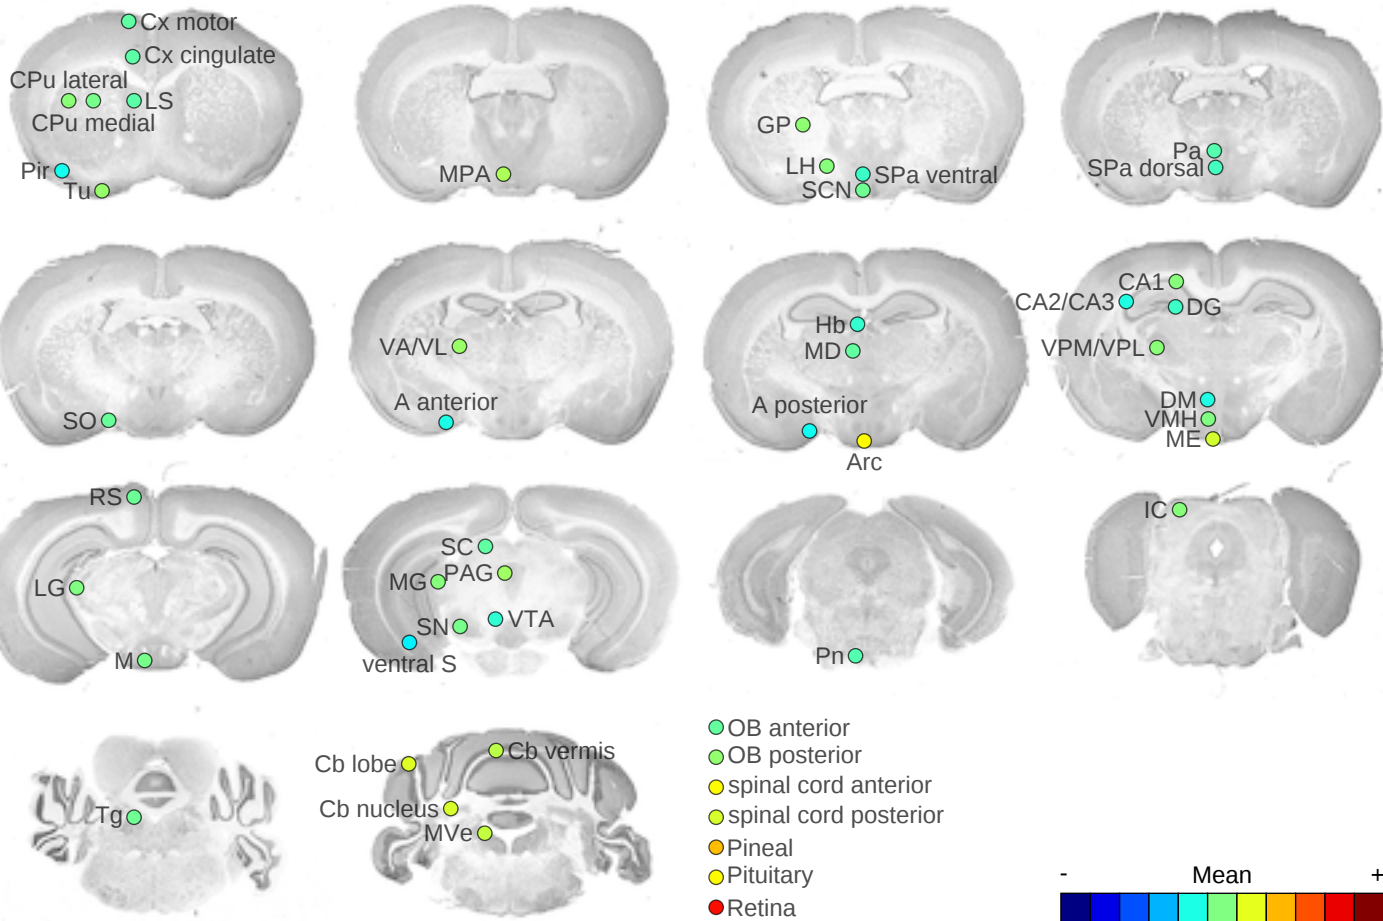 Cx motor
Cx cingulate
CPu lateral
LS
CPu medial
Pir
Tu
MPA
GP
LH
SPa ventral
SCN
Pa
SPa dorsal
SO
VA/VL
A anterior
Hb
MD
A posterior
Arc
CA1
CA2/CA3
DG
VPM/VPL
DM
VMH
ME
RS
LG
M
SC
MG
PAG
SN
VTA
ventral S
Pn
IC
Tg
Cb lobe
Cb vermis
Cb nucleus
MVe
OB anterior
OB posterior
spinal cord anterior
spinal cord posterior
Pineal
Pituitary
Retina
- Mean +